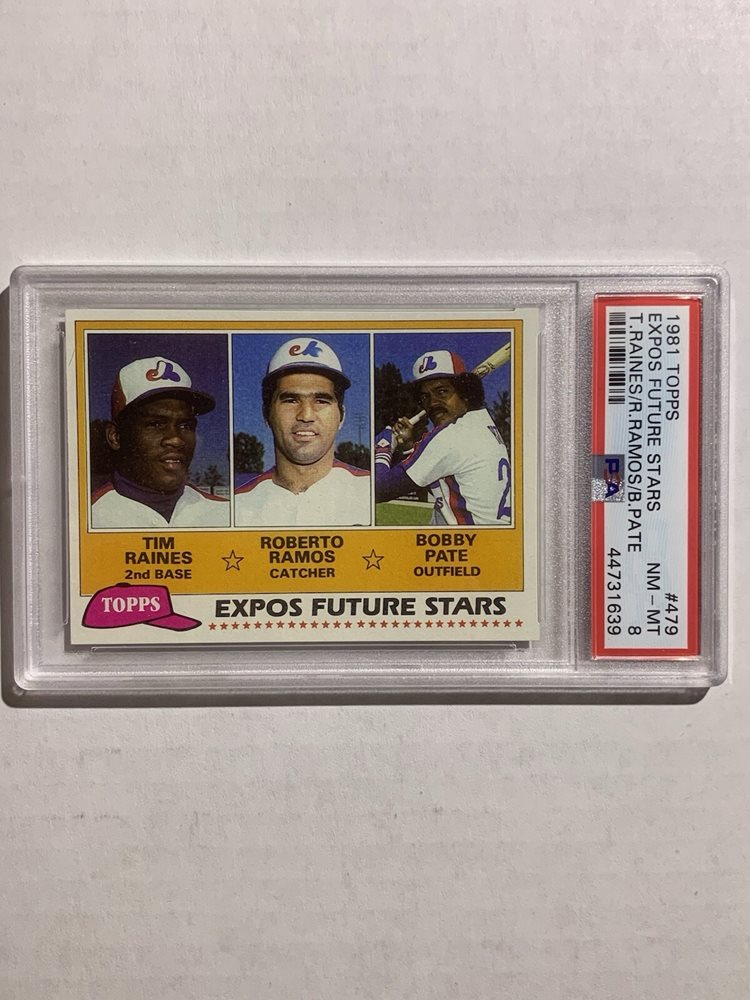 TIM
RAINES
2nd BASE
ROBERTO
RAMOS
CATCHER
BOBBY
PATE
OUTFIELD
TOPPS
EXPOS FUTURE STARS
1981 TOPPS #479
EXPOS FUTURE STARS NM – MT
T.RAINES/R.RAMOS/B.PATE 8
44731639
PSA